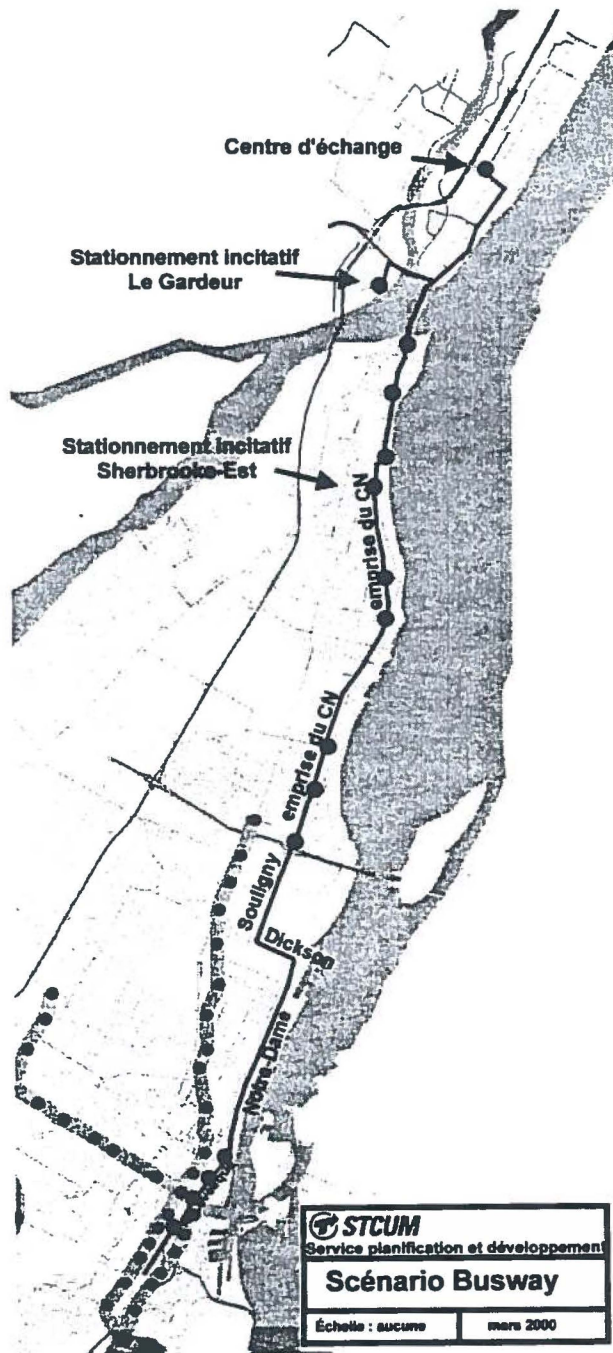 Centre d'échange
Stationnement incitatif
Le Gardeur
Stationnement incitatif
Sherbrooke-Est
emprise du CN
emprise du CN
Souligny
Dickson
Notre-Dame
STCUM
Service planification et développement
Scénario Busway
Échelle : aucune
mars 2000